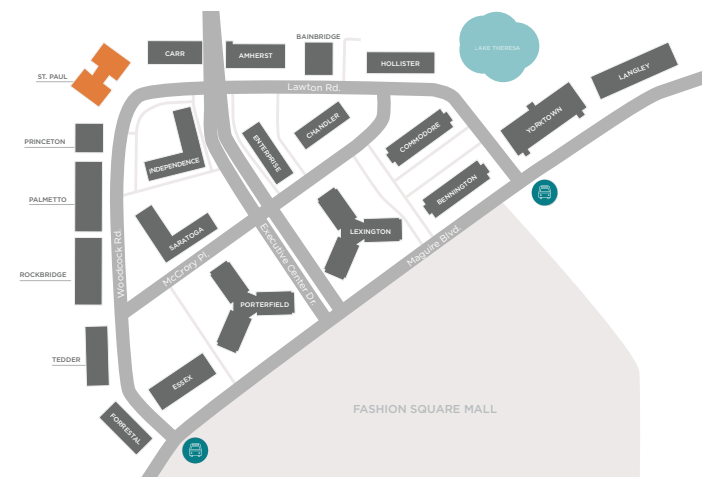 BAINBRIDGE
CARR
AMHERST
HOLLISTER
LAKE THERESA
LANGLEY
ST. PAUL
Lawton Rd.
YORKTOWN
CHANDLER
COMMODORE
PRINCETON
ENTERPRISE
INDEPENDENCE
BENNINGTON
PALMETTO
LEXINGTON
SARATOGA
Maguire Blvd.
Woodcock Rd.
McCrory Pl.
Executive Center Dr.
ROCKBRIDGE
PORTERFIELD
TEDDER
ESSEX
FORRESTAL
FASHION SQUARE MALL